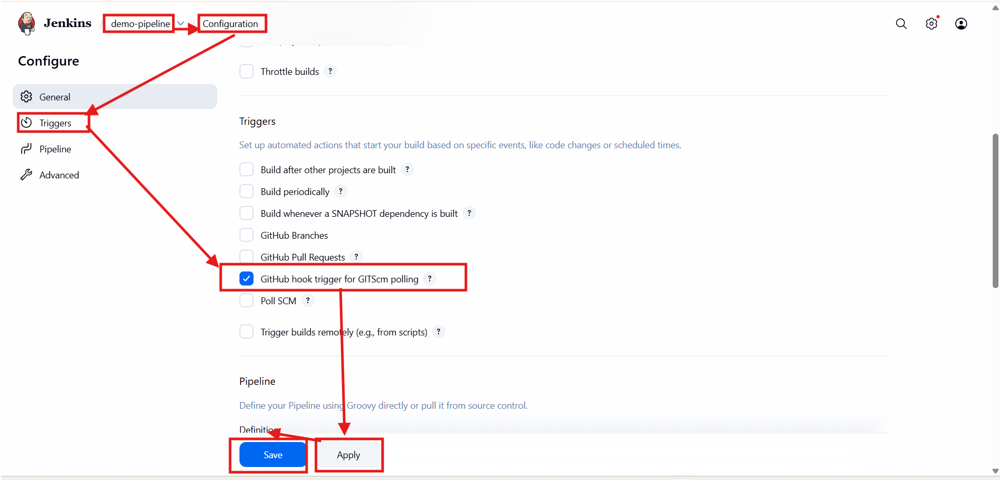 Jenkins / demo-pipeline / Configuration
Configure
General
Triggers
Pipeline
Advanced
Throttle builds ?
Triggers
Set up automated actions that start your build based on specific events, like code changes or scheduled times.
Build after other projects are built ?
Build periodically ?
Build whenever a SNAPSHOT dependency is built ?
GitHub Branches
GitHub Pull Requests ?
GitHub hook trigger for GITScm polling ?
Poll SCM ?
Trigger builds remotely (e.g., from scripts) ?
Pipeline
Define your Pipeline using Groovy directly or pull it from source control.
Definition
Save
Apply